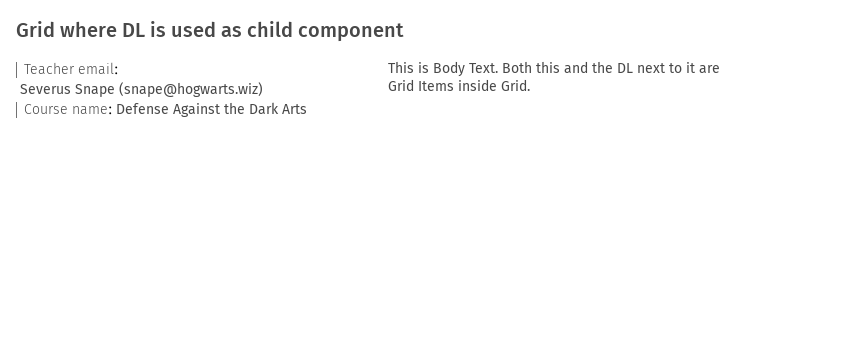 Grid where DL is used as child component
Teacher email:
Severus Snape (snape@hogwarts.wiz)
Course name: Defense Against the Dark Arts
This is Body Text. Both this and the DL next to it are
Grid Items inside Grid.